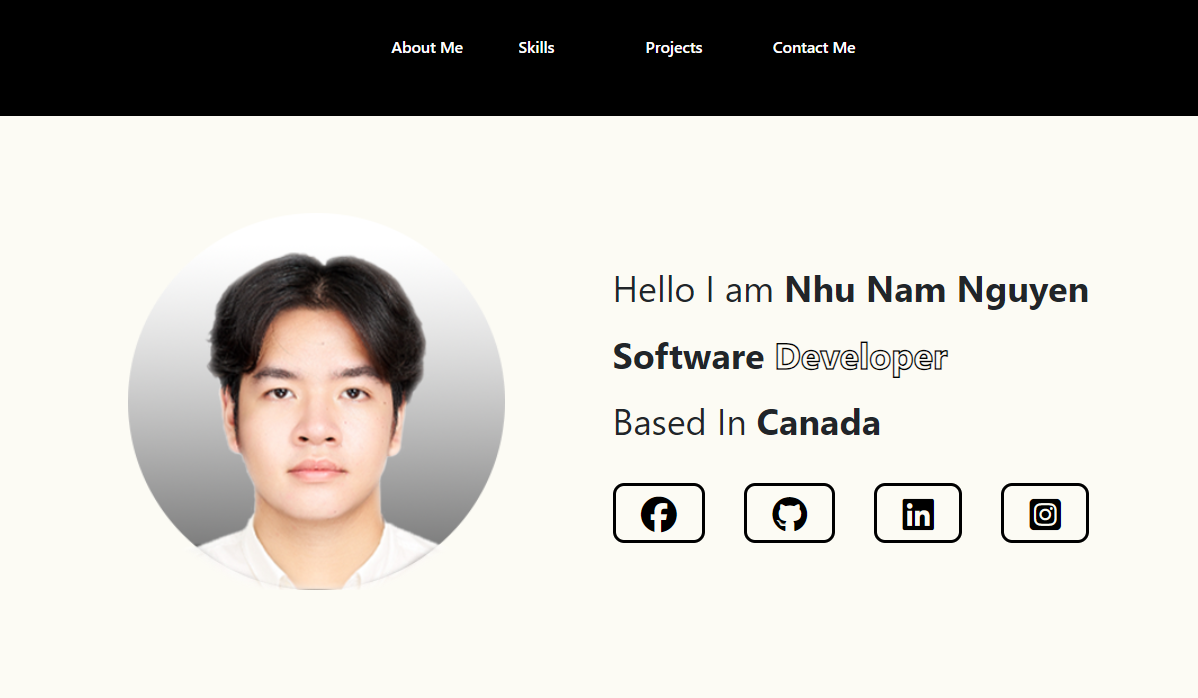 About Me Skills Projects Contact Me
Hello I am Nhu Nam Nguyen
Software Developer
Based In Canada